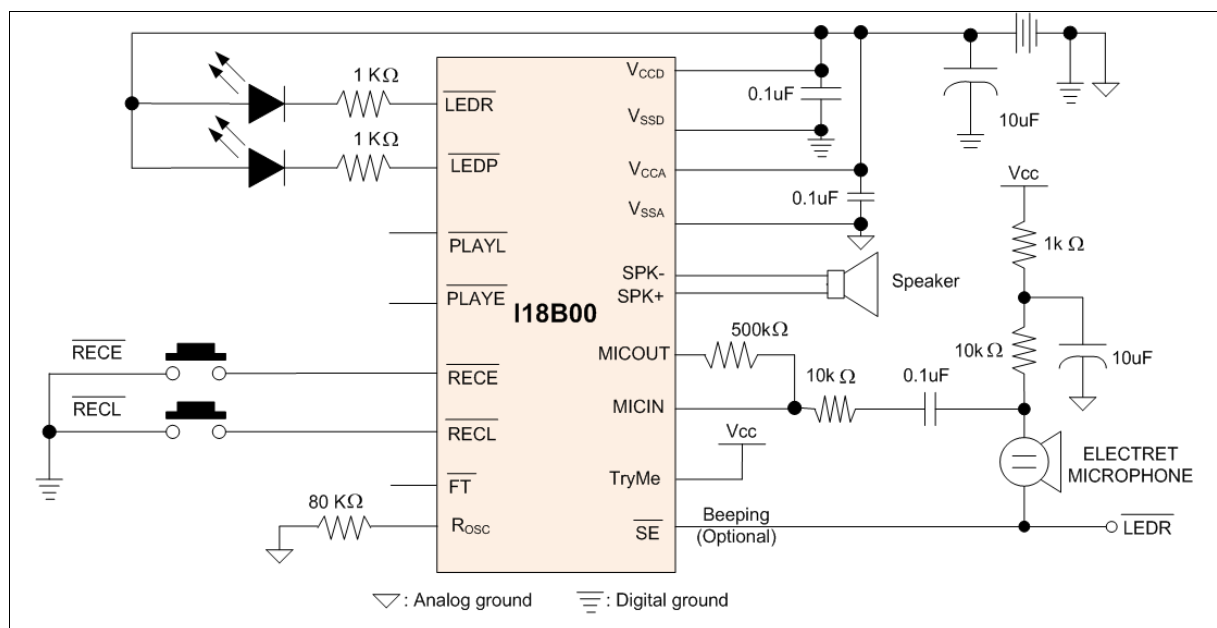 1 KΩ
LEDR
1 KΩ
LEDP
PLAYL
PLAYE
RECE
RECE
RECL
RECL
FT
80 KΩ
ROSC
I18B00
VCCD
0.1uF
VSSD
VCCA
0.1uF
VSSA
10uF
SPK-
SPK+
Speaker
Vcc
1k Ω
10k Ω
10uF
MICOUT
500kΩ
MICIN
10k Ω
0.1uF
Vcc
TryMe
ELECTRET
MICROPHONE
SE
Beeping
(Optional)
LEDR
: Analog ground
: Digital ground